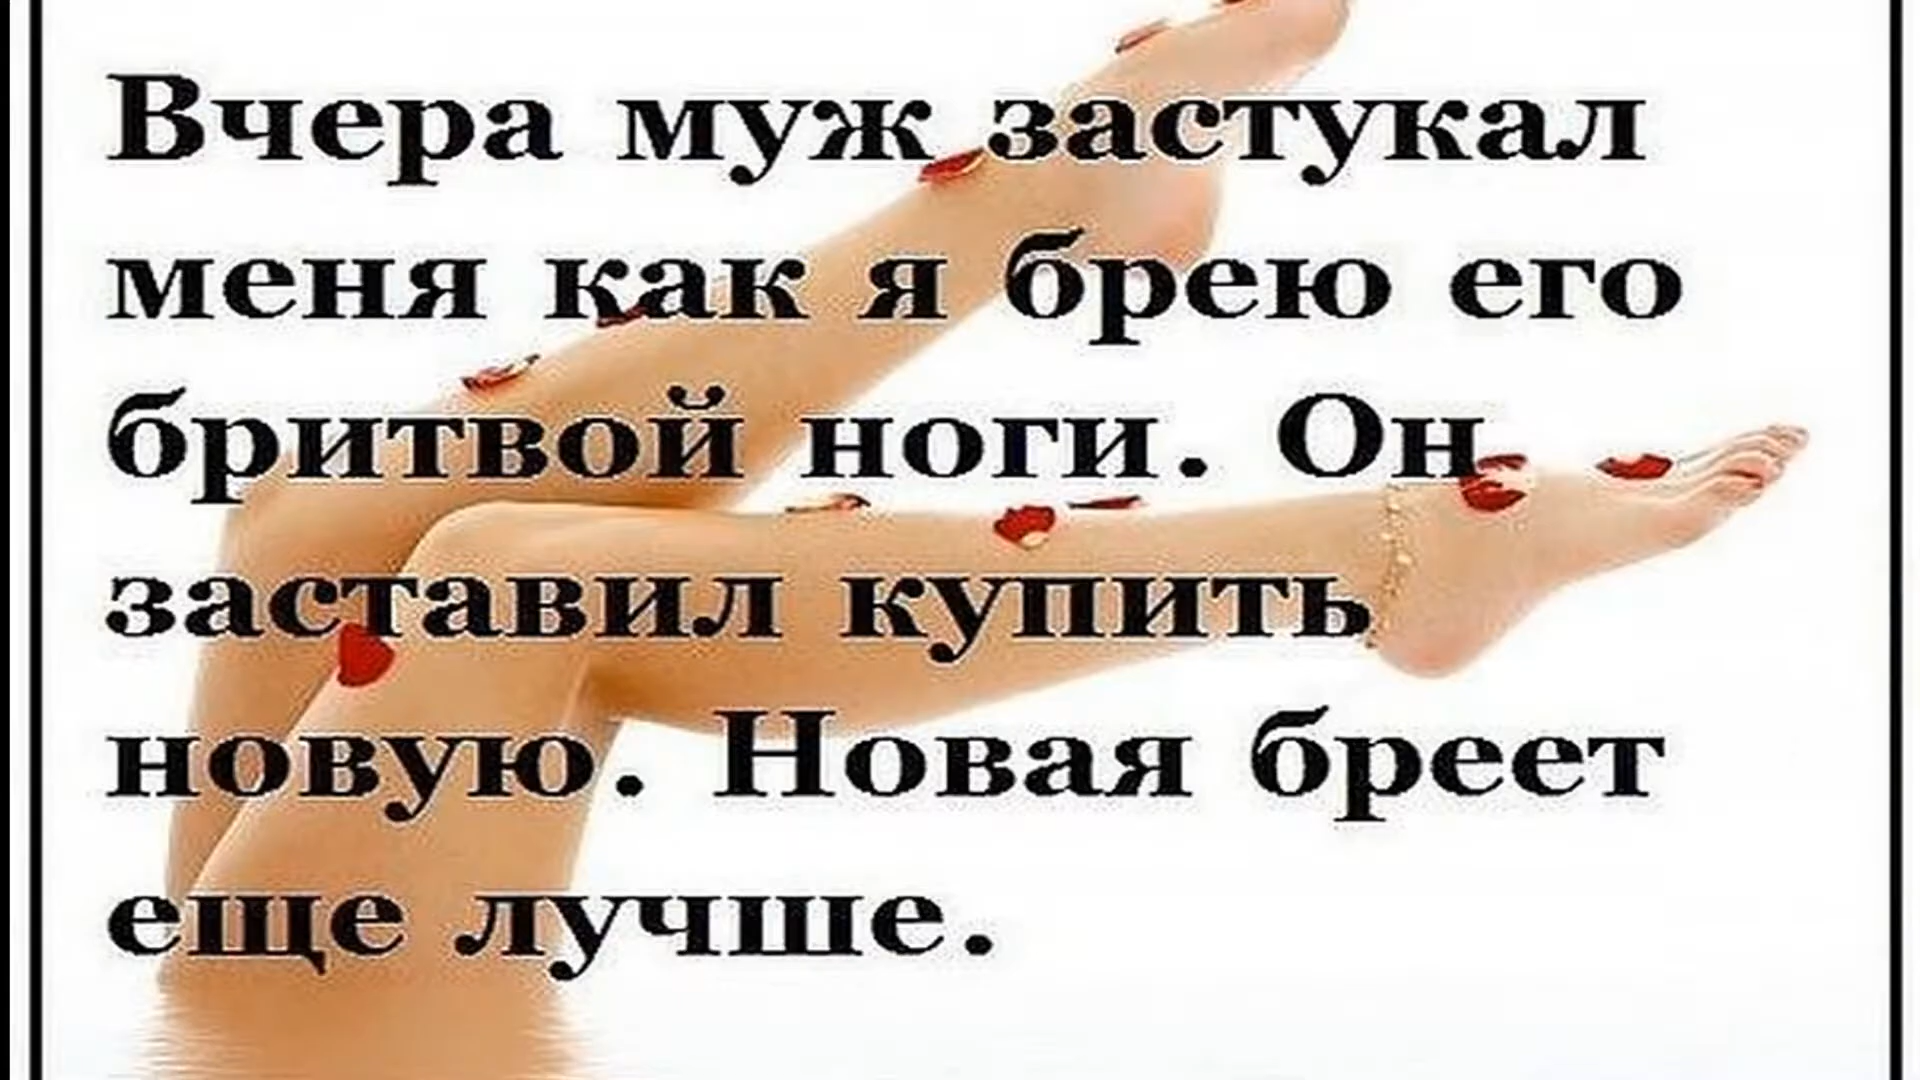 Вчера муж застукал
меня как я брею его
бритвой ноги. Он
заставил купить
новую. Новая бреет
еще лучше.